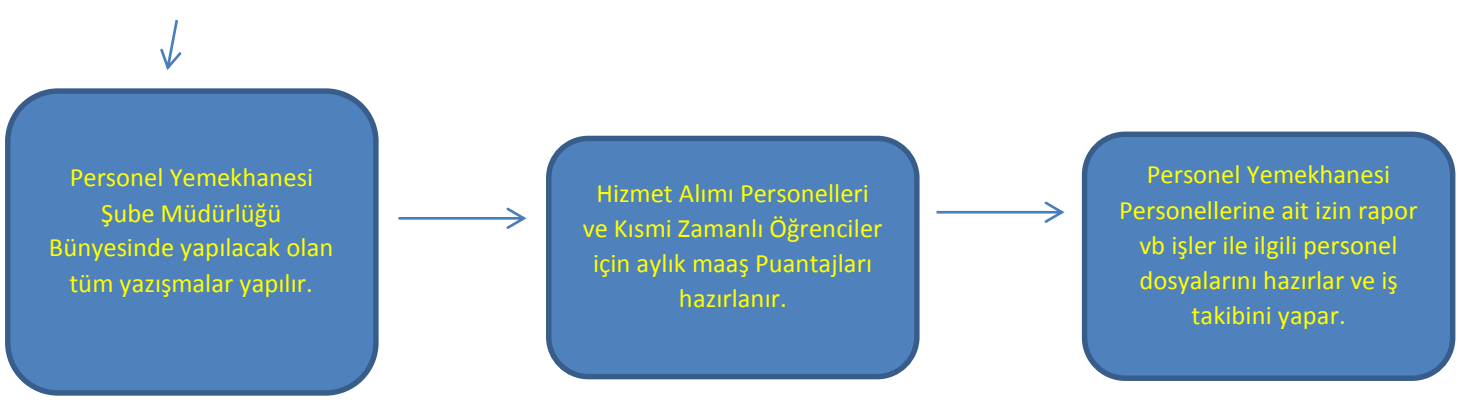 Personel Yemekhanesi
Şube Müdürlüğü
Bünyesinde yapılacak olan
tüm yazışmalar yapılır.
Hizmet Alımı Personelleri
ve Kısmi Zamanlı Öğrenciler
için aylık maaş Puantajları
hazırlanır.
Personel Yemekhanesi
Personellerine ait izin rapor
vb işler ile ilgili personel
dosyalarını hazırlar ve iş
takibini yapar.